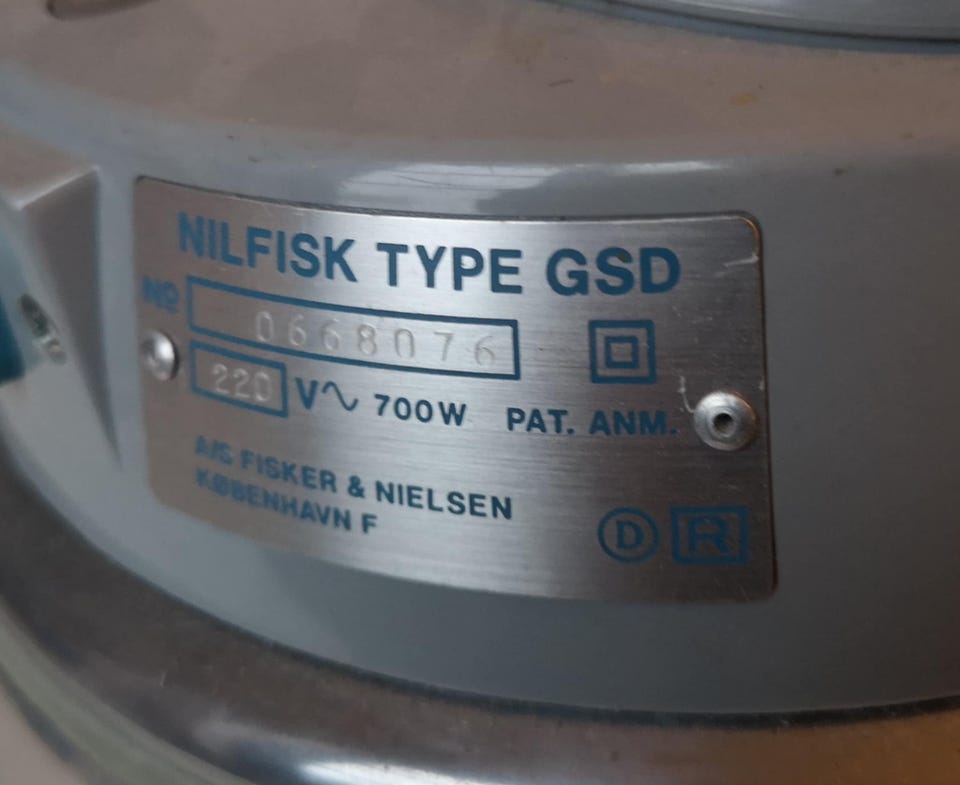 NILFISK TYPE GSD
Nº 0668076
220 V~ 700W PAT. ANM.
A/S FISKER & NIELSEN
KØBENHAVN F
D R